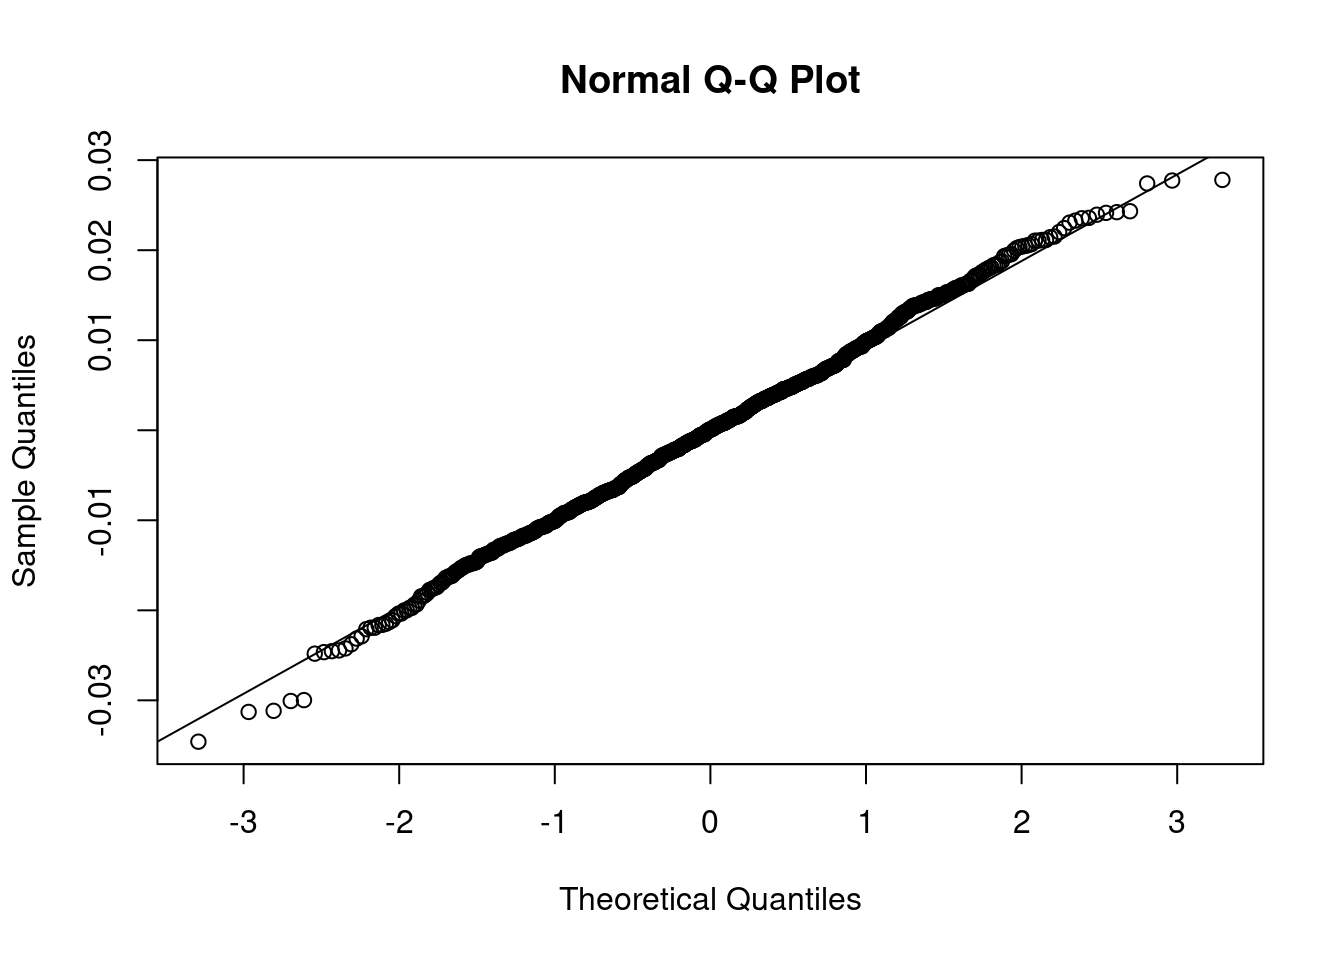 Normal Q-Q Plot
Sample Quantiles
0.03
0.02
0.01
-0.01
-0.03
-3 -2 -1 0 1 2 3
Theoretical Quantiles